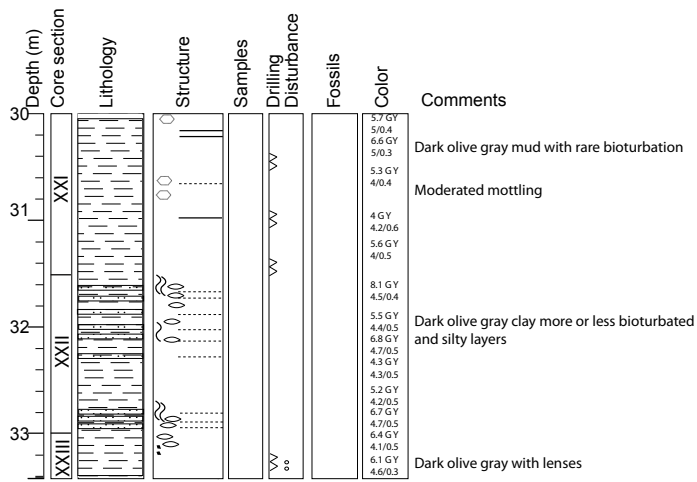 Depth (m)
Core section
Lithology
Structure
Samples
Drilling
Disturbance
Fossils
Color
Comments
30
31
32
33
XXI
XXII
XXIII
5.7 GY
5/0.4
6.6 GY
5/0.3
5.3 GY
4/0.4
4 GY
4.2/0.6
5.6 GY
4/0.5
8.1 GY
4.5/0.4
5.5 GY
4.4/0.5
6.8 GY
4.7/0.5
4.3 GY
4.3/0.5
5.2 GY
4.2/0.5
6.7 GY
4.7/0.5
6.4 GY
4.1/0.5
6.1 GY
4.6/0.3
Dark olive gray mud with rare bioturbation
Moderated mottling
Dark olive gray clay more or less bioturbated
and silty layers
Dark olive gray with lenses